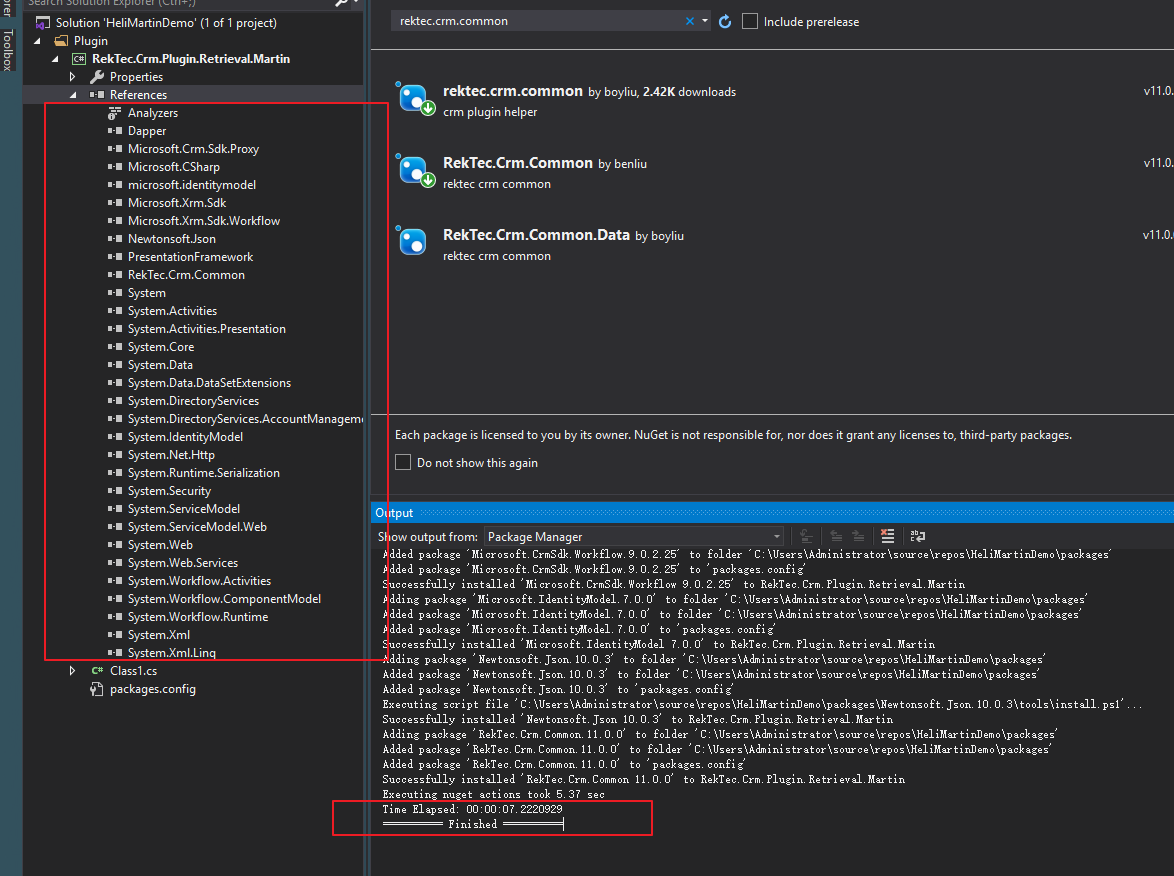 Search Solution Explorer (Ctrl+;)
Solution 'HeliMartinDemo' (1 of 1 project)
Toolbox
Plugin
C# RekTec.Crm.Plugin.Retrieval.Martin
Properties
References
Analyzers
Dapper
Microsoft.Crm.Sdk.Proxy
Microsoft.CSharp
microsoft.identitymodel
Microsoft.Xrm.Sdk
Microsoft.Xrm.Sdk.Workflow
Newtonsoft.Json
PresentationFramework
RekTec.Crm.Common
System
System.Activities
System.Activities.Presentation
System.Core
System.Data
System.Data.DataSetExtensions
System.DirectoryServices
System.DirectoryServices.AccountManageme
System.IdentityModel
System.Net.Http
System.Runtime.Serialization
System.Security
System.ServiceModel
System.ServiceModel.Web
System.Web
System.Web.Services
System.Workflow.Activities
System.Workflow.ComponentModel
System.Workflow.Runtime
System.Xml
System.Xml.Linq
C# Class1.cs
packages.config
rektec.crm.common
Include prerelease
rektec.crm.common by boyliu, 2.42K downloads v11.0.
crm plugin helper
RekTec.Crm.Common by benliu v11.0.
rektec crm common
RekTec.Crm.Common.Data by boyliu v11.0.
rektec crm common
Each package is licensed to you by its owner. NuGet is not responsible for, nor does it grant any licenses to, third-party packages.
Do not show this again
Output
Show output from: Package Manager
Added package 'Microsoft.CrmSdk.Workflow.9.0.2.25' to folder 'C:\Users\Administrator\source\repos\HeliMartinDemo\packages'
Added package 'Microsoft.CrmSdk.Workflow.9.0.2.25' to 'packages.config'
Successfully installed 'Microsoft.CrmSdk.Workflow 9.0.2.25' to RekTec.Crm.Plugin.Retrieval.Martin
Adding package 'Microsoft.IdentityModel.7.0.0' to folder 'C:\Users\Administrator\source\repos\HeliMartinDemo\packages'
Added package 'Microsoft.IdentityModel.7.0.0' to folder 'C:\Users\Administrator\source\repos\HeliMartinDemo\packages'
Added package 'Microsoft.IdentityModel.7.0.0' to 'packages.config'
Successfully installed 'Microsoft.IdentityModel 7.0.0' to RekTec.Crm.Plugin.Retrieval.Martin
Adding package 'Newtonsoft.Json.10.0.3' to folder 'C:\Users\Administrator\source\repos\HeliMartinDemo\packages'
Added package 'Newtonsoft.Json.10.0.3' to folder 'C:\Users\Administrator\source\repos\HeliMartinDemo\packages'
Added package 'Newtonsoft.Json.10.0.3' to 'packages.config'
Executing script file 'C:\Users\Administrator\source\repos\HeliMartinDemo\packages\Newtonsoft.Json.10.0.3\tools\install.ps1'...
Successfully installed 'Newtonsoft.Json 10.0.3' to RekTec.Crm.Plugin.Retrieval.Martin
Adding package 'RekTec.Crm.Common.11.0.0' to folder 'C:\Users\Administrator\source\repos\HeliMartinDemo\packages'
Added package 'RekTec.Crm.Common.11.0.0' to folder 'C:\Users\Administrator\source\repos\HeliMartinDemo\packages'
Added package 'RekTec.Crm.Common.11.0.0' to 'packages.config'
Successfully installed 'RekTec.Crm.Common 11.0.0' to RekTec.Crm.Plugin.Retrieval.Martin
Executing nuget actions took 5.37 sec
Time Elapsed: 00:00:07.2220929
========== Finished ==========